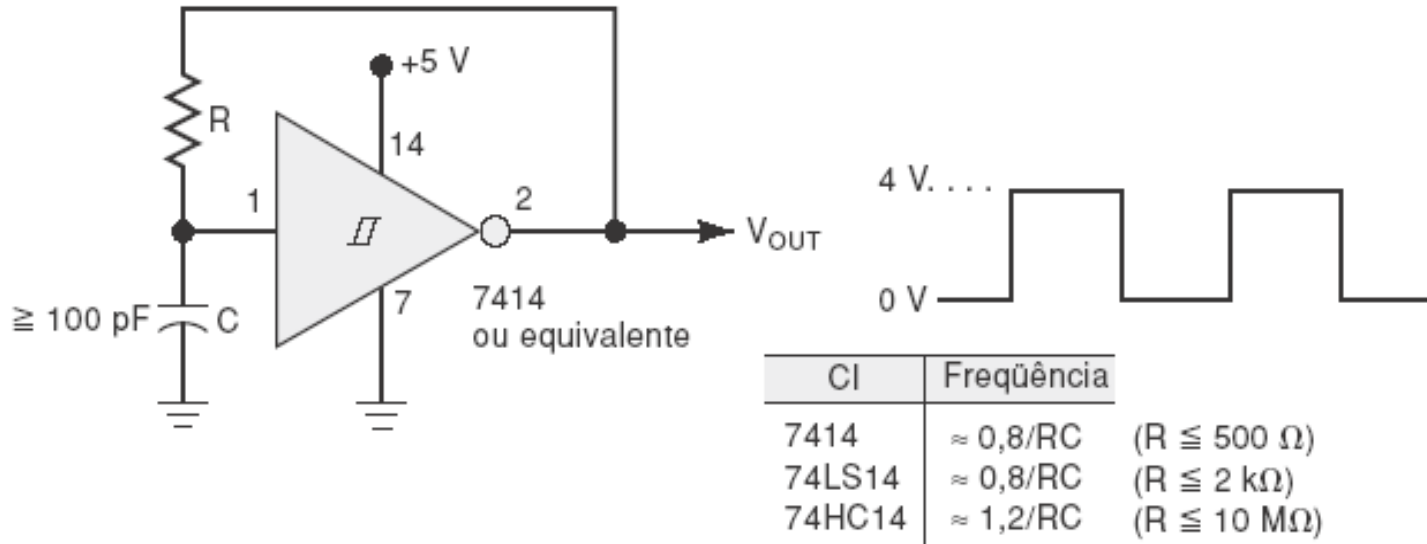 +5 V
R
14
1
2
4 V. . . .
V_OUT
≧ 100 pF
C
7
7414
ou equivalente
0 V
CI Freqüência
7414 ≈ 0,8/RC (R ≦ 500 Ω)
74LS14 ≈ 0,8/RC (R ≦ 2 kΩ)
74HC14 ≈ 1,2/RC (R ≦ 10 MΩ)